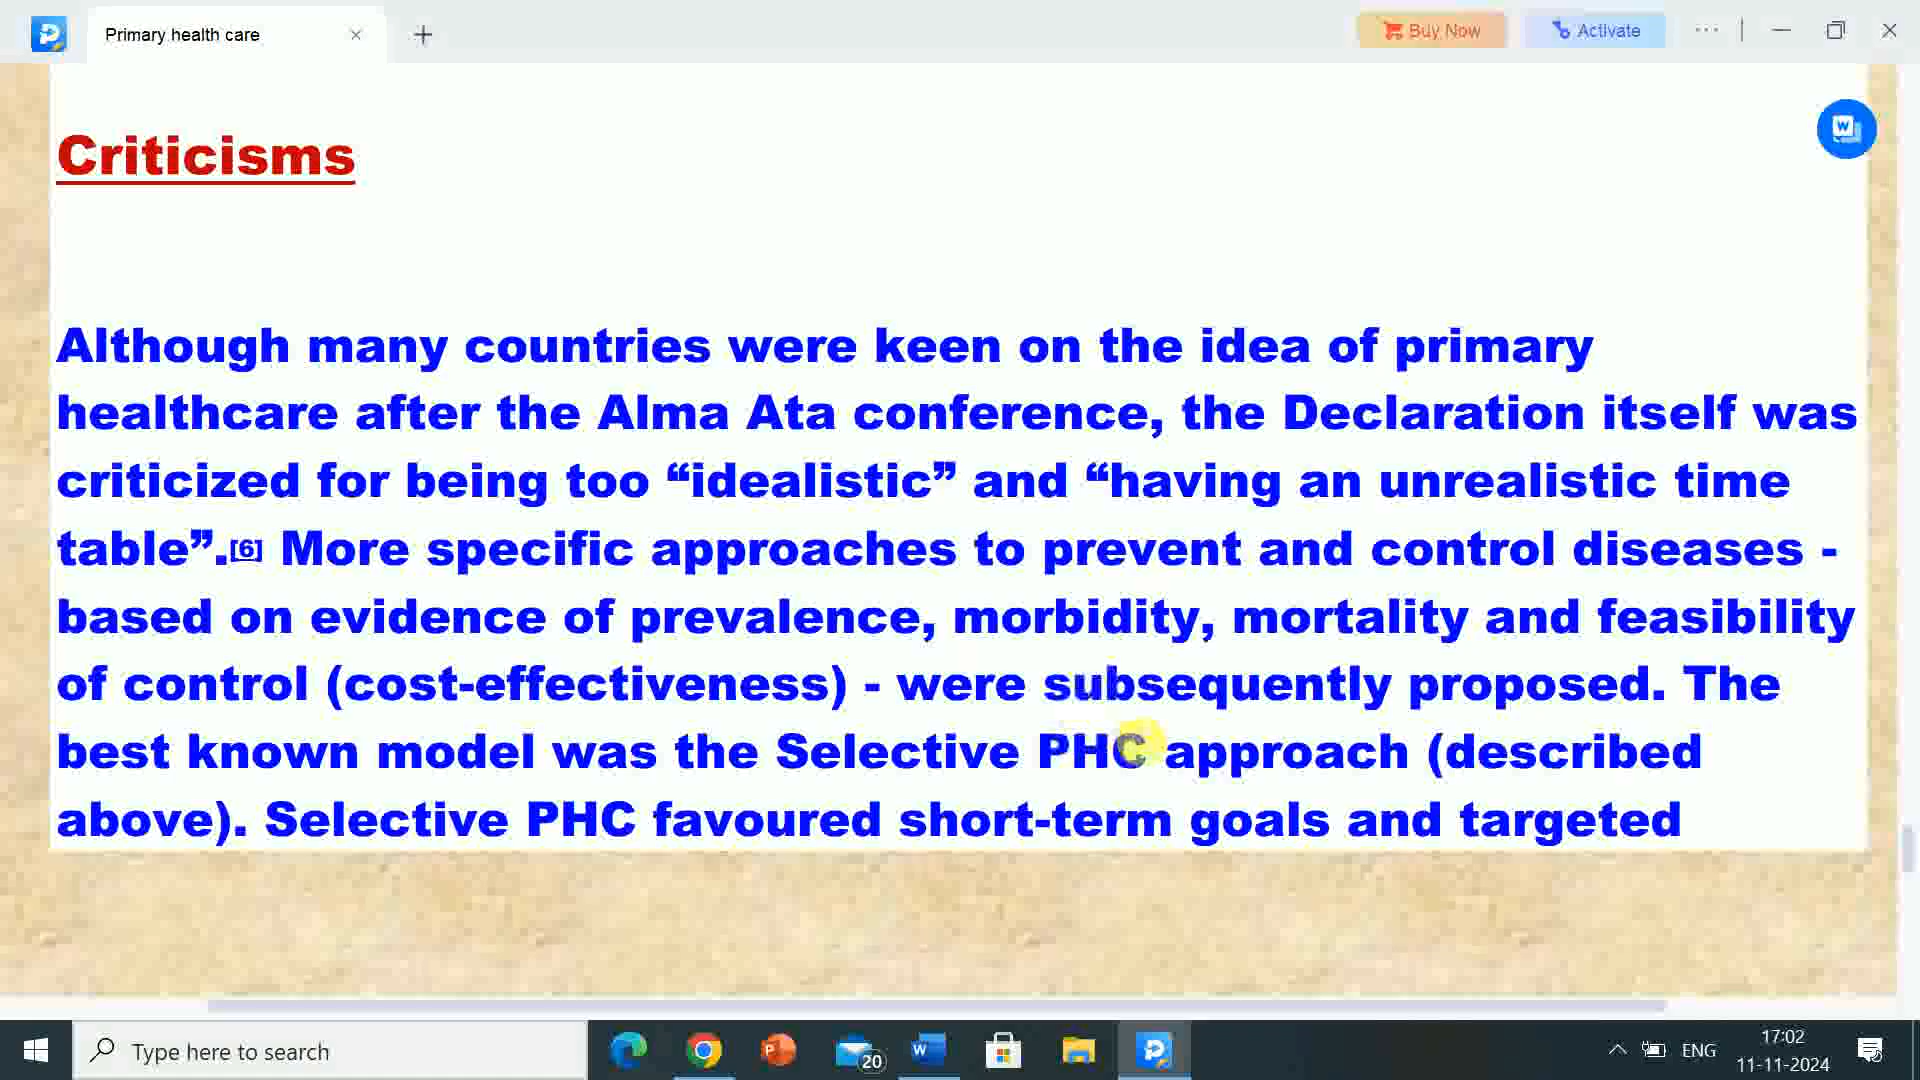 Primary health care
Buy Now
Activate
Criticisms
Although many countries were keen on the idea of primary
healthcare after the Alma Ata conference, the Declaration itself was
criticized for being too “idealistic” and “having an unrealistic time
table”.[6] More specific approaches to prevent and control diseases -
based on evidence of prevalence, morbidity, mortality and feasibility
of control (cost-effectiveness) - were subsequently proposed. The
best known model was the Selective PHC approach (described
above). Selective PHC favoured short-term goals and targeted
Type here to search
20
ENG
17:02
11-11-2024